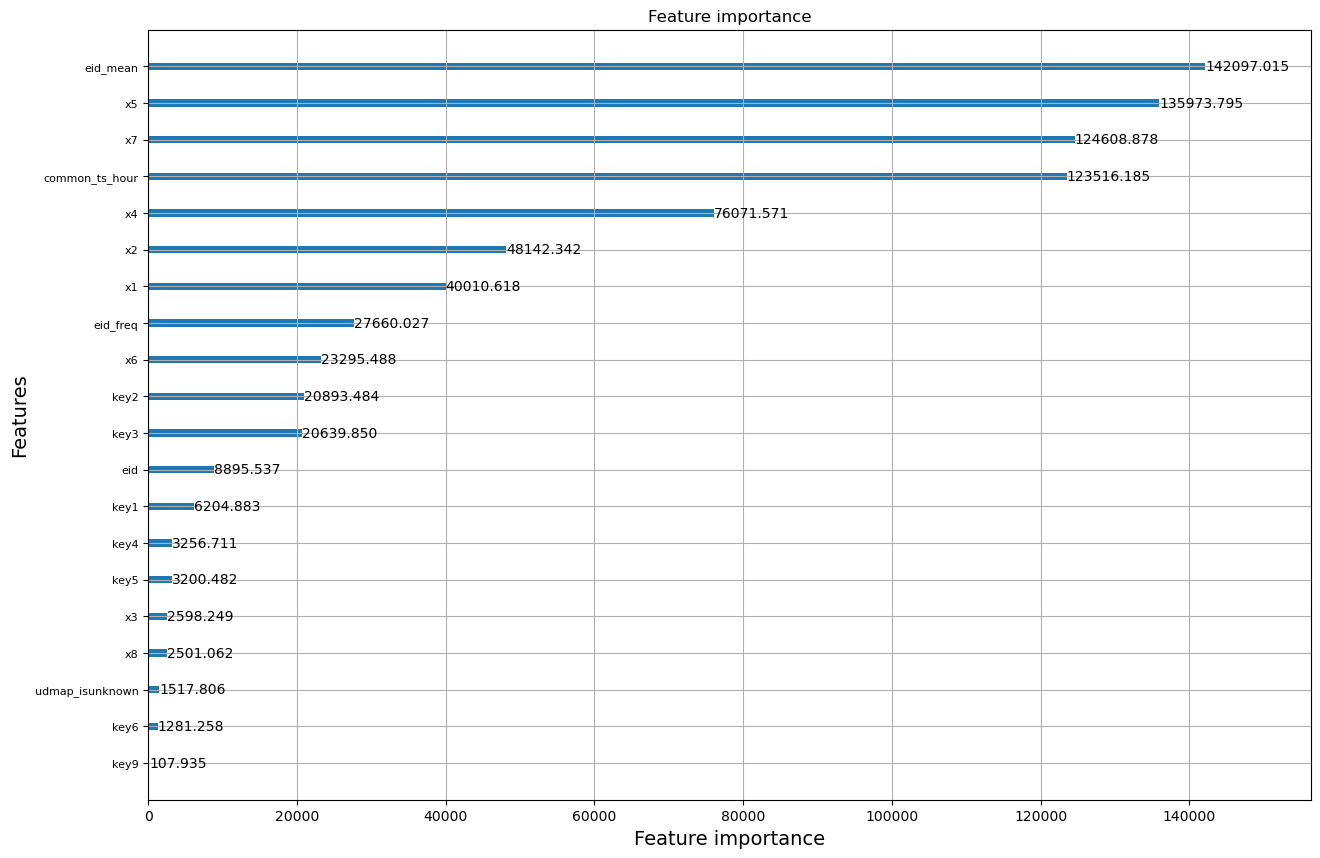 Feature importance
eid_mean 142097.015
x5 135973.795
x7 124608.878
common_ts_hour 123516.185
x4 76071.571
x2 48142.342
x1 40010.618
eid_freq 27660.027
x6 23295.488
key2 20893.484
key3 20639.850
eid 8895.537
key1 6204.883
key4 3256.711
key5 3200.482
x3 2598.249
x8 2501.062
udmap_isunknown 1517.806
key6 1281.258
key9 107.935
Features
0 20000 40000 60000 80000 100000 120000 140000
Feature importance